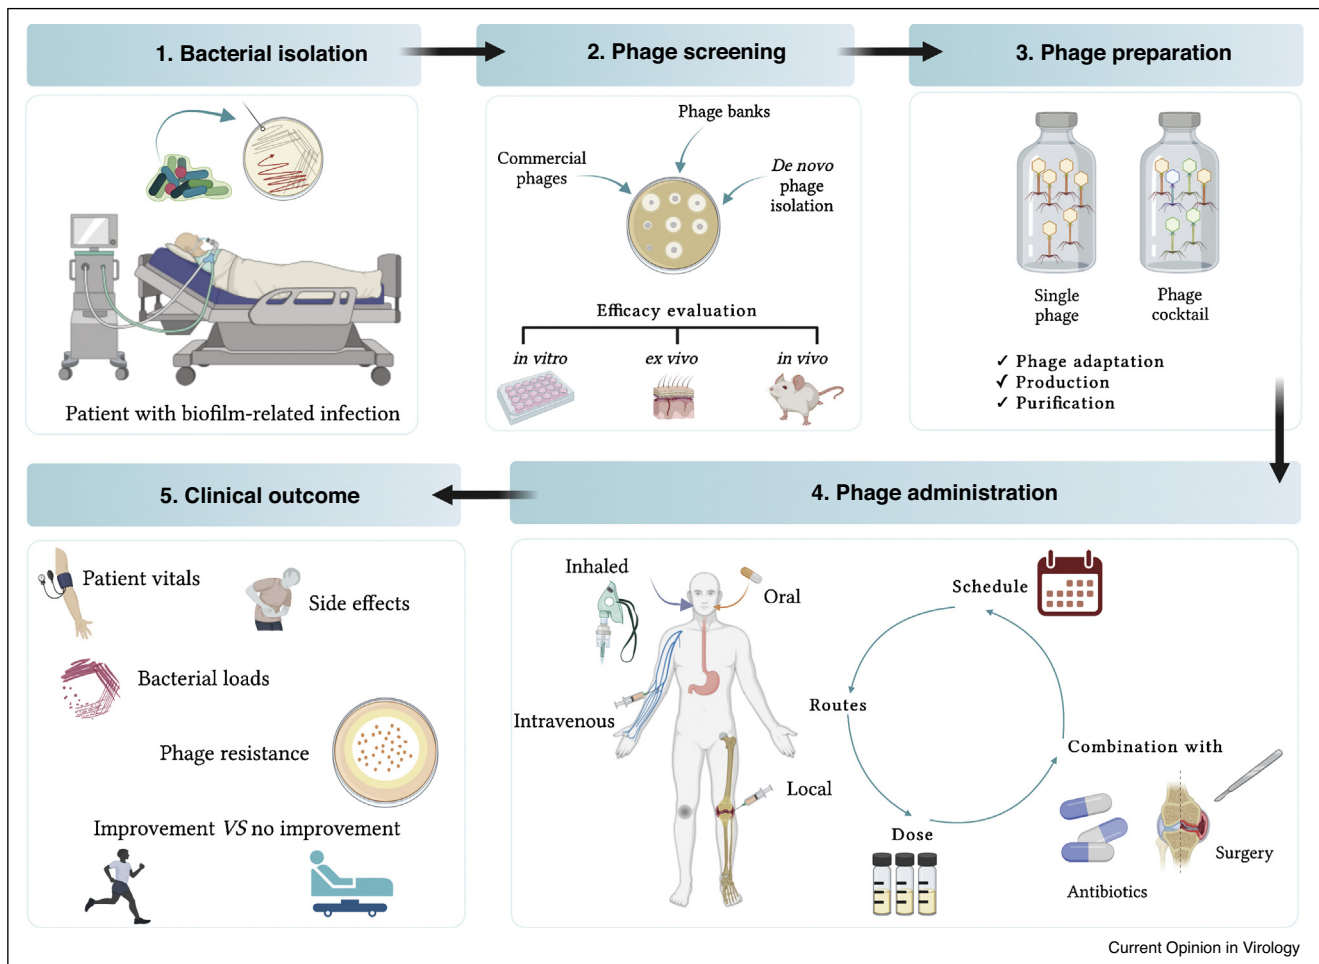 1. Bacterial isolation
2. Phage screening
3. Phage preparation
Patient with biofilm-related infection
Phage banks
Commercial
phages
De novo
phage
isolation
Efficacy evaluation
in vitro
ex vivo
in vivo
Single
phage
Phage
cocktail
✓ Phage adaptation
✓ Production
✓ Purification
4. Phage administration
Inhaled
Oral
Intravenous
Local
Schedule
Routes
Dose
Combination with
Antibiotics
Surgery
5. Clinical outcome
Patient vitals
Side effects
Bacterial loads
Phage resistance
Improvement VS no improvement
Current Opinion in Virology